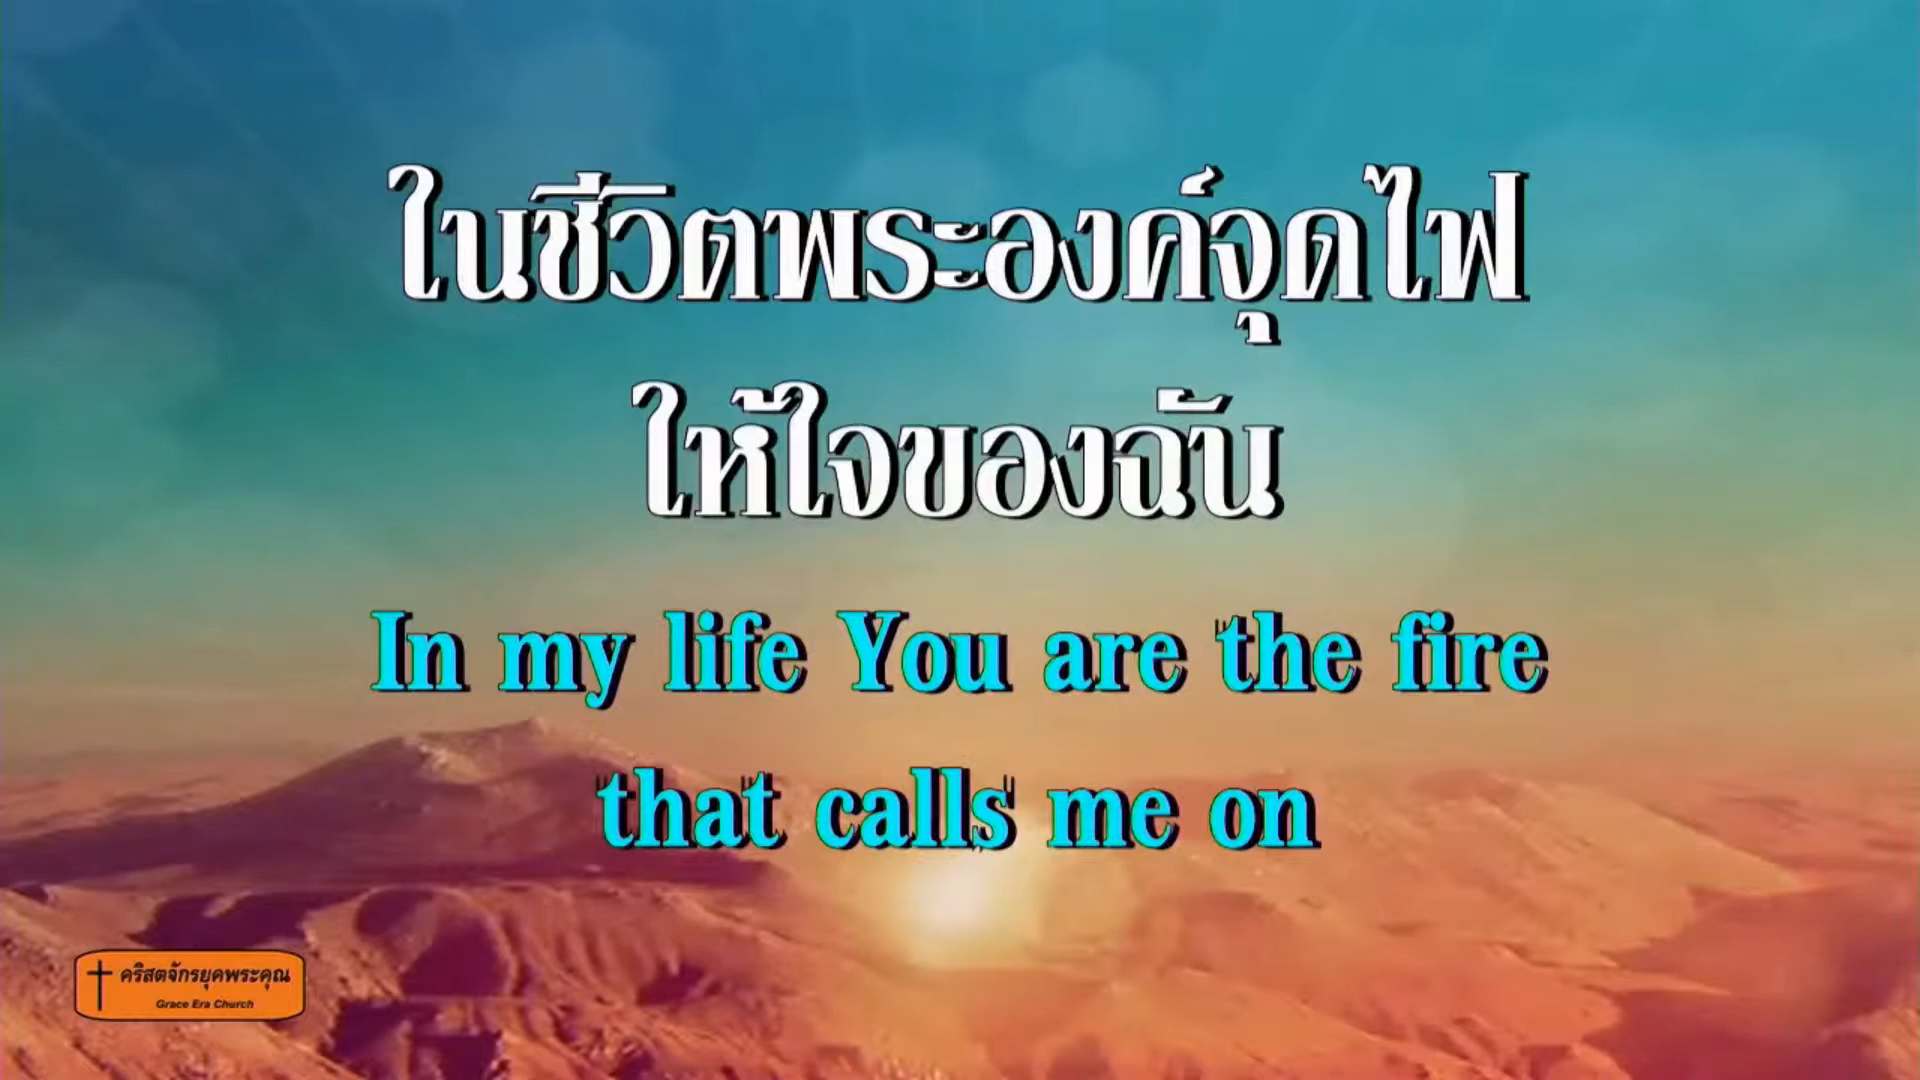 ในชีวิตพระองค์จุดไฟ
ให้ใจของฉัน
In my life You are the fire
that calls me on
คริสตจักรยุคพระคุณ
Grace Era Church